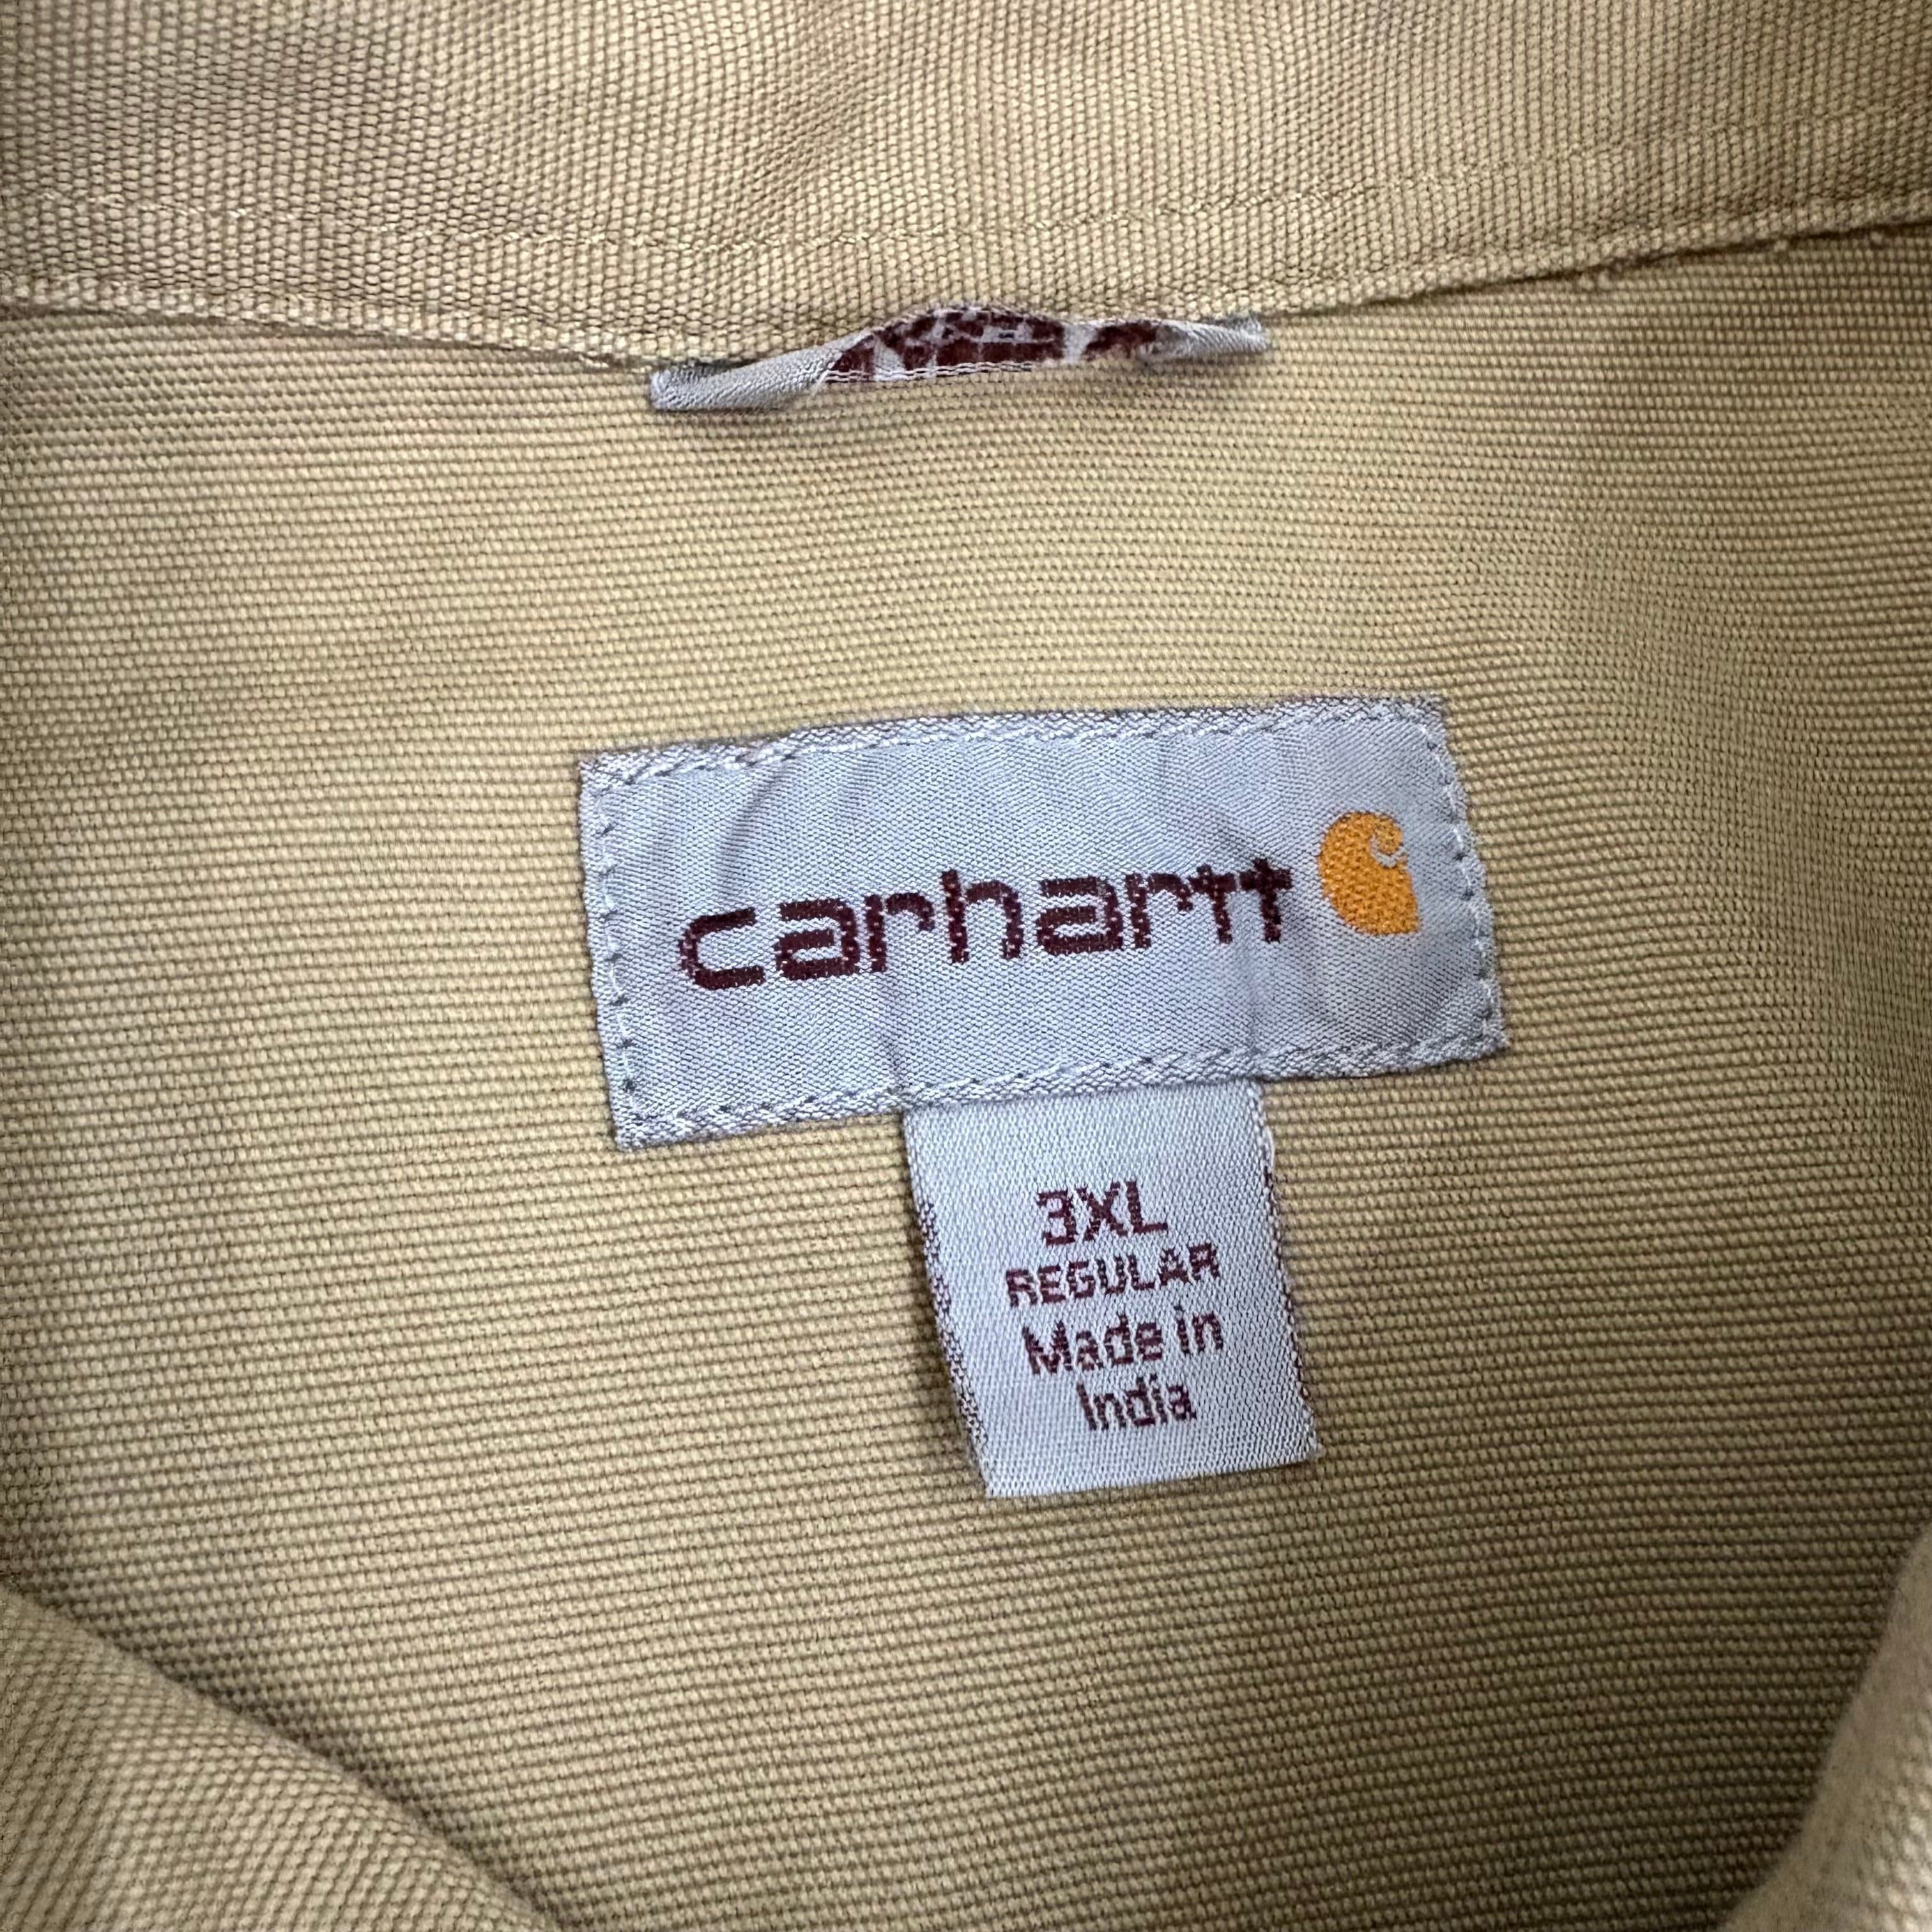 carhartt
3XL
REGULAR
Made in
India